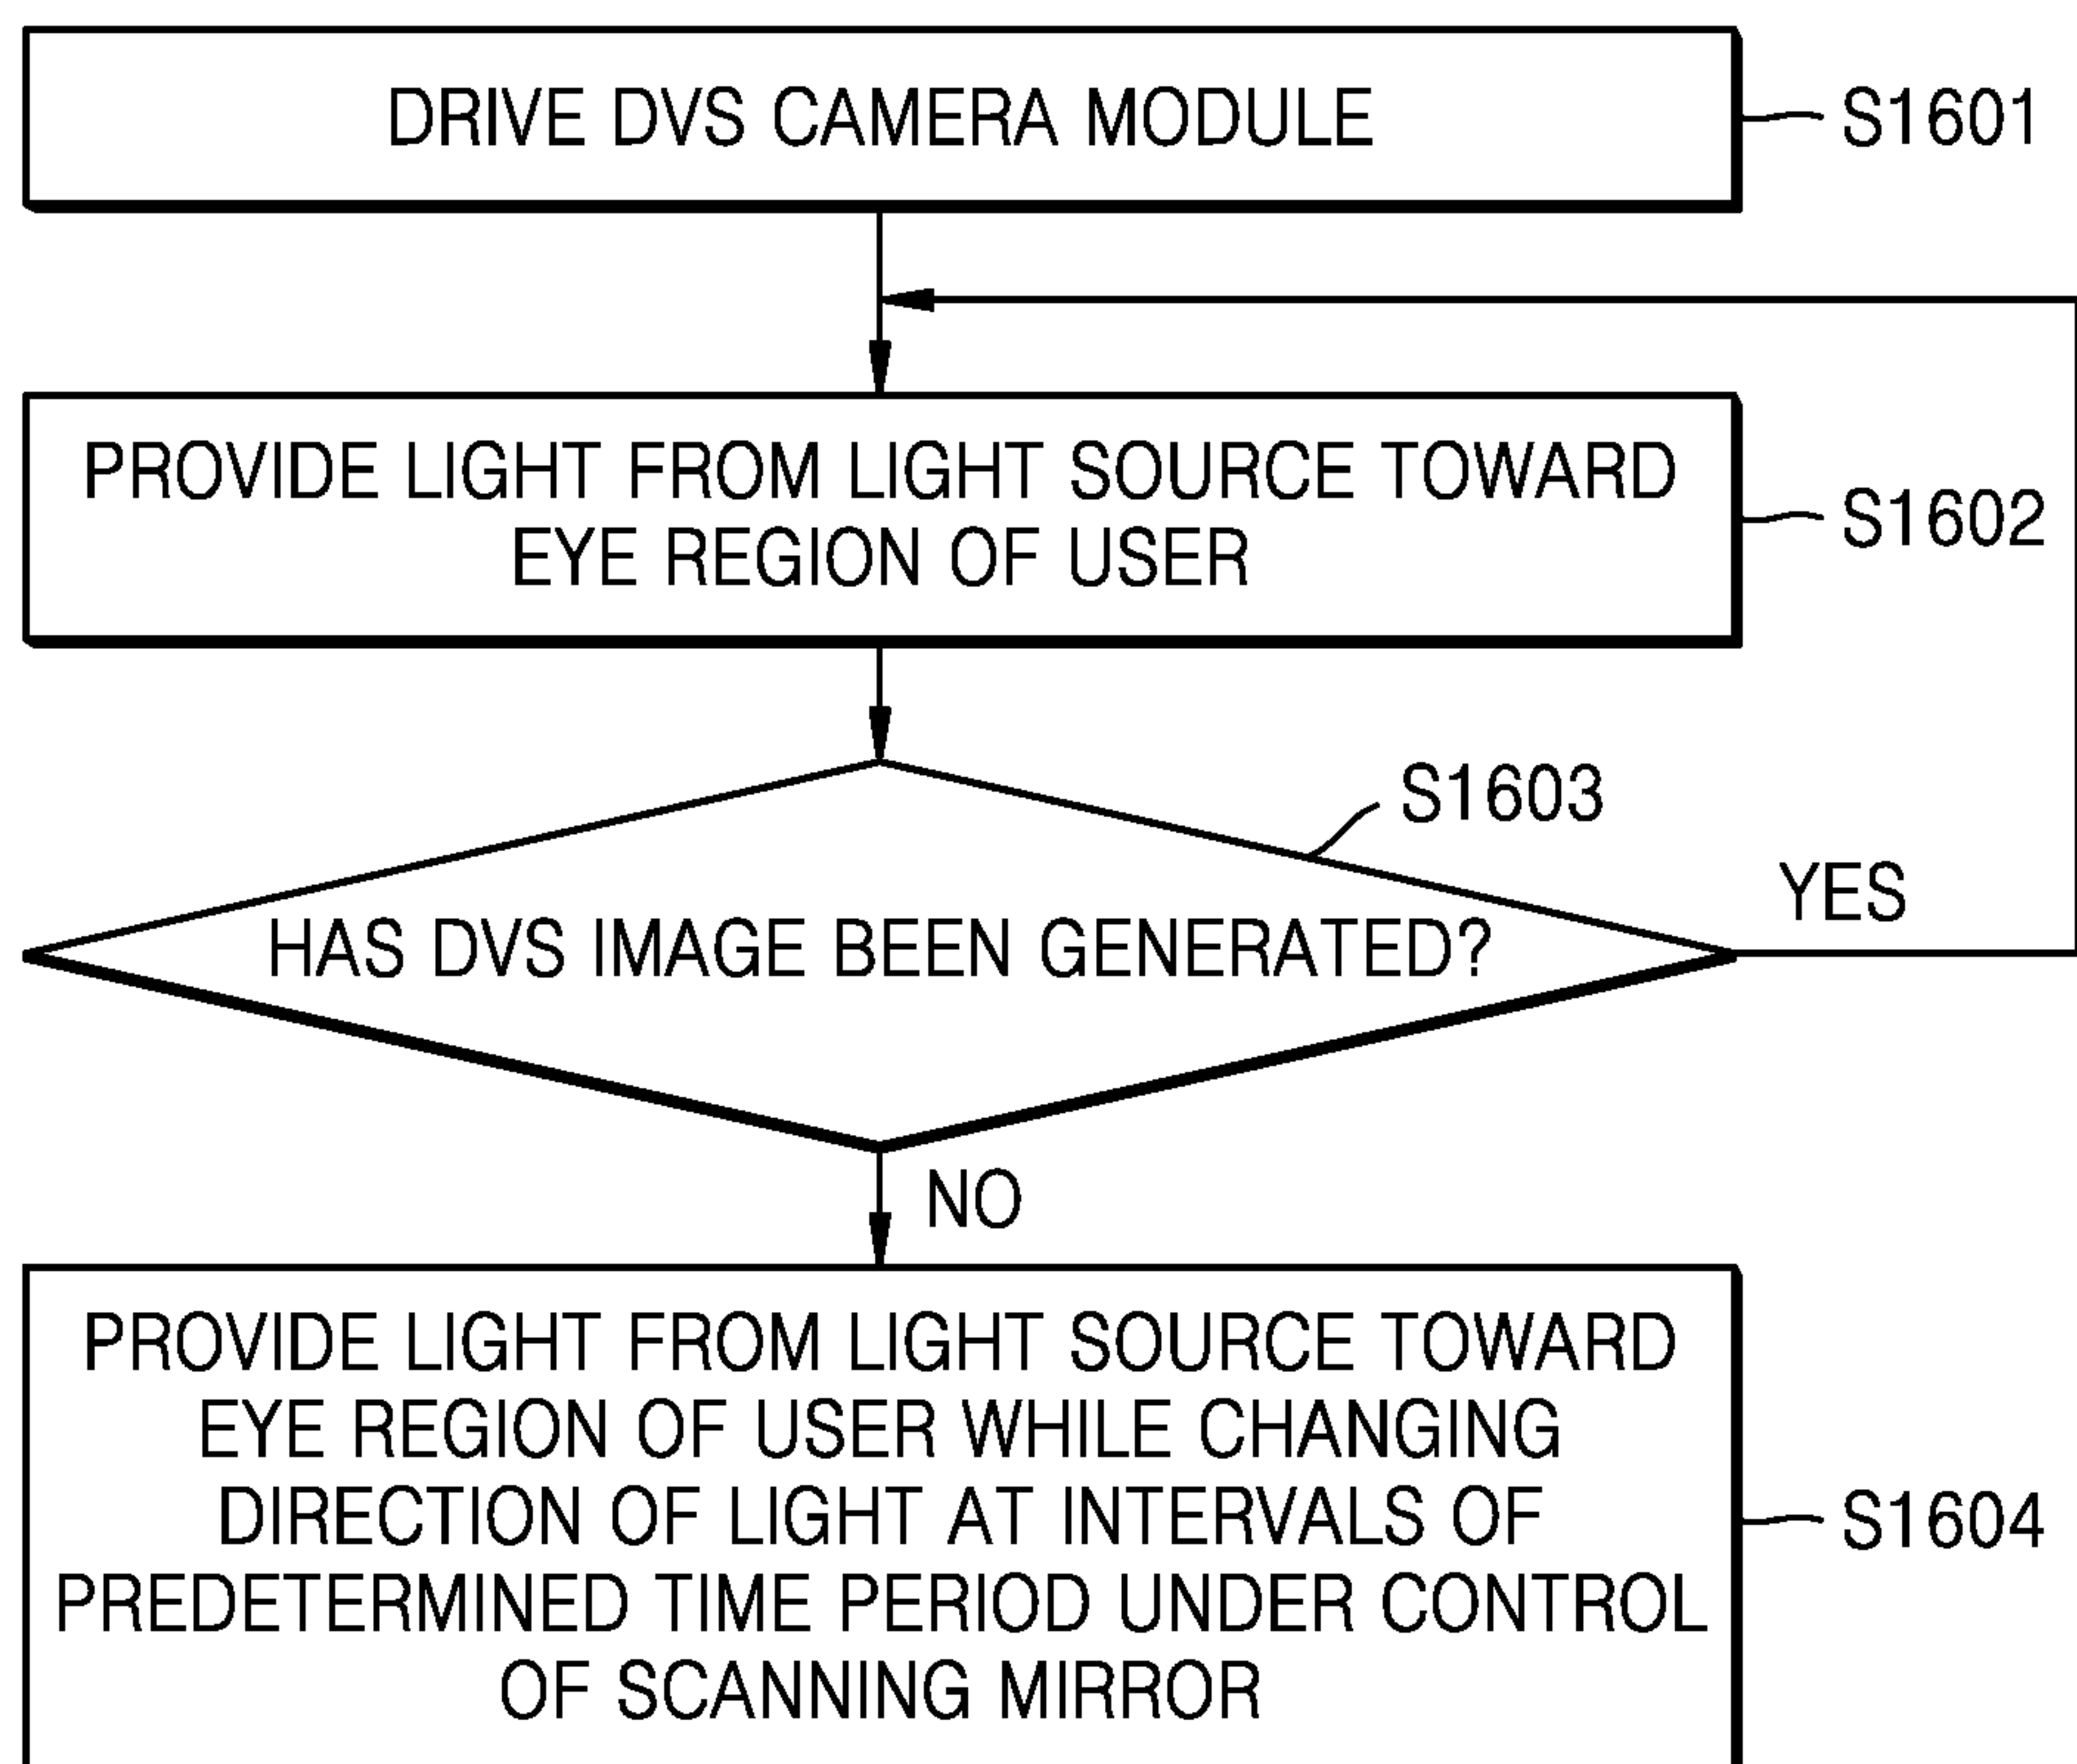 DRIVE DVS CAMERA MODULE
S1601
PROVIDE LIGHT FROM LIGHT SOURCE TOWARD
EYE REGION OF USER
S1602
S1603
HAS DVS IMAGE BEEN GENERATED?
YES
NO
PROVIDE LIGHT FROM LIGHT SOURCE TOWARD
EYE REGION OF USER WHILE CHANGING
DIRECTION OF LIGHT AT INTERVALS OF
PREDETERMINED TIME PERIOD UNDER CONTROL
OF SCANNING MIRROR
S1604